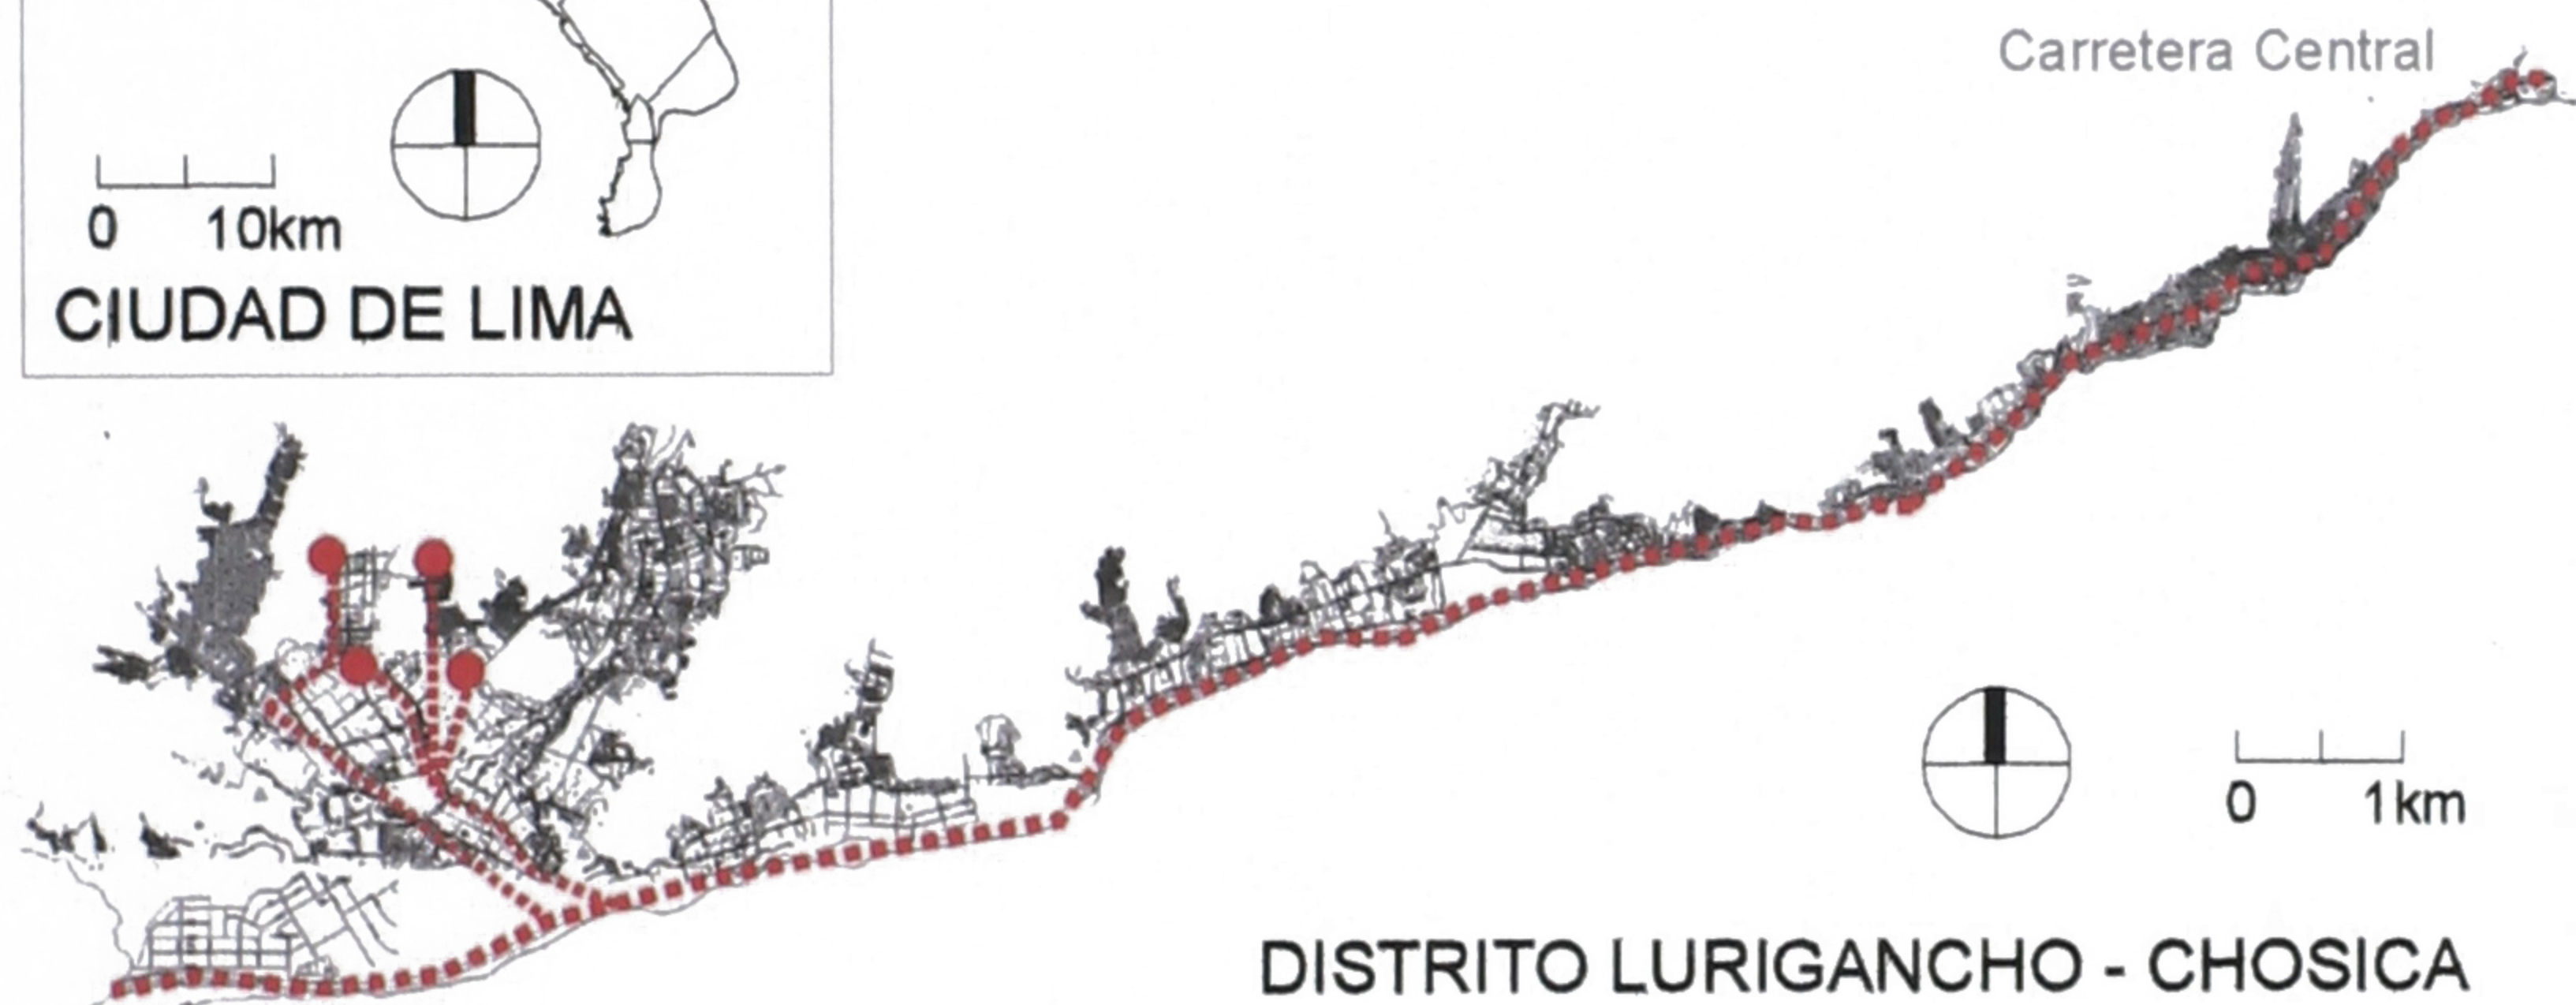 Carretera Central
0 10km
CIUDAD DE LIMA
0 1km
DISTRITO LURIGANCHO - CHOSICA